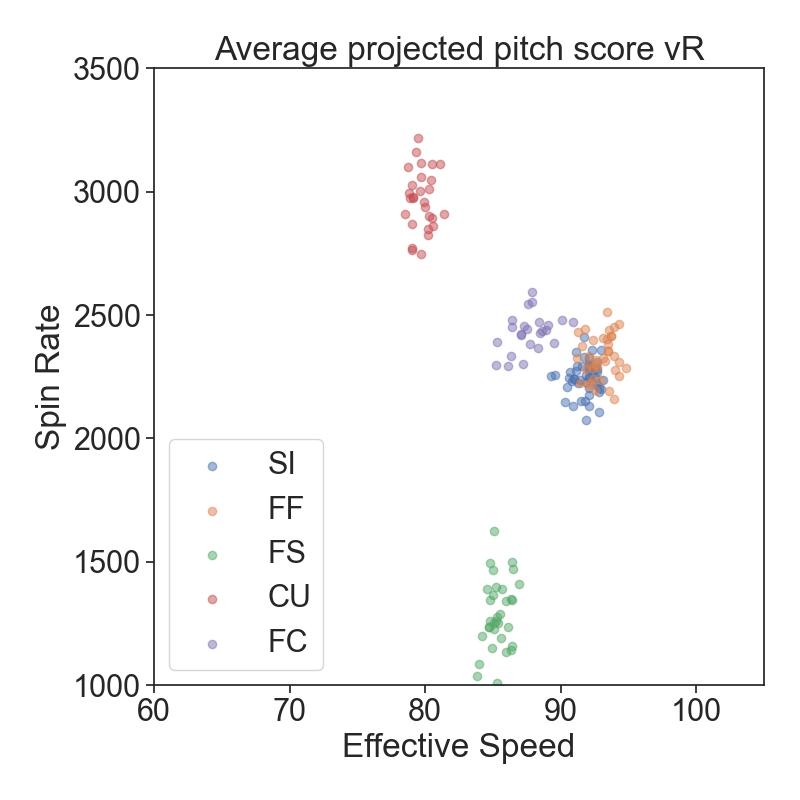 Average projected pitch score vR
3500
3000
2500
2000
1500
1000
Spin Rate
SI
FF
FS
CU
FC
60 70 80 90 100
Effective Speed